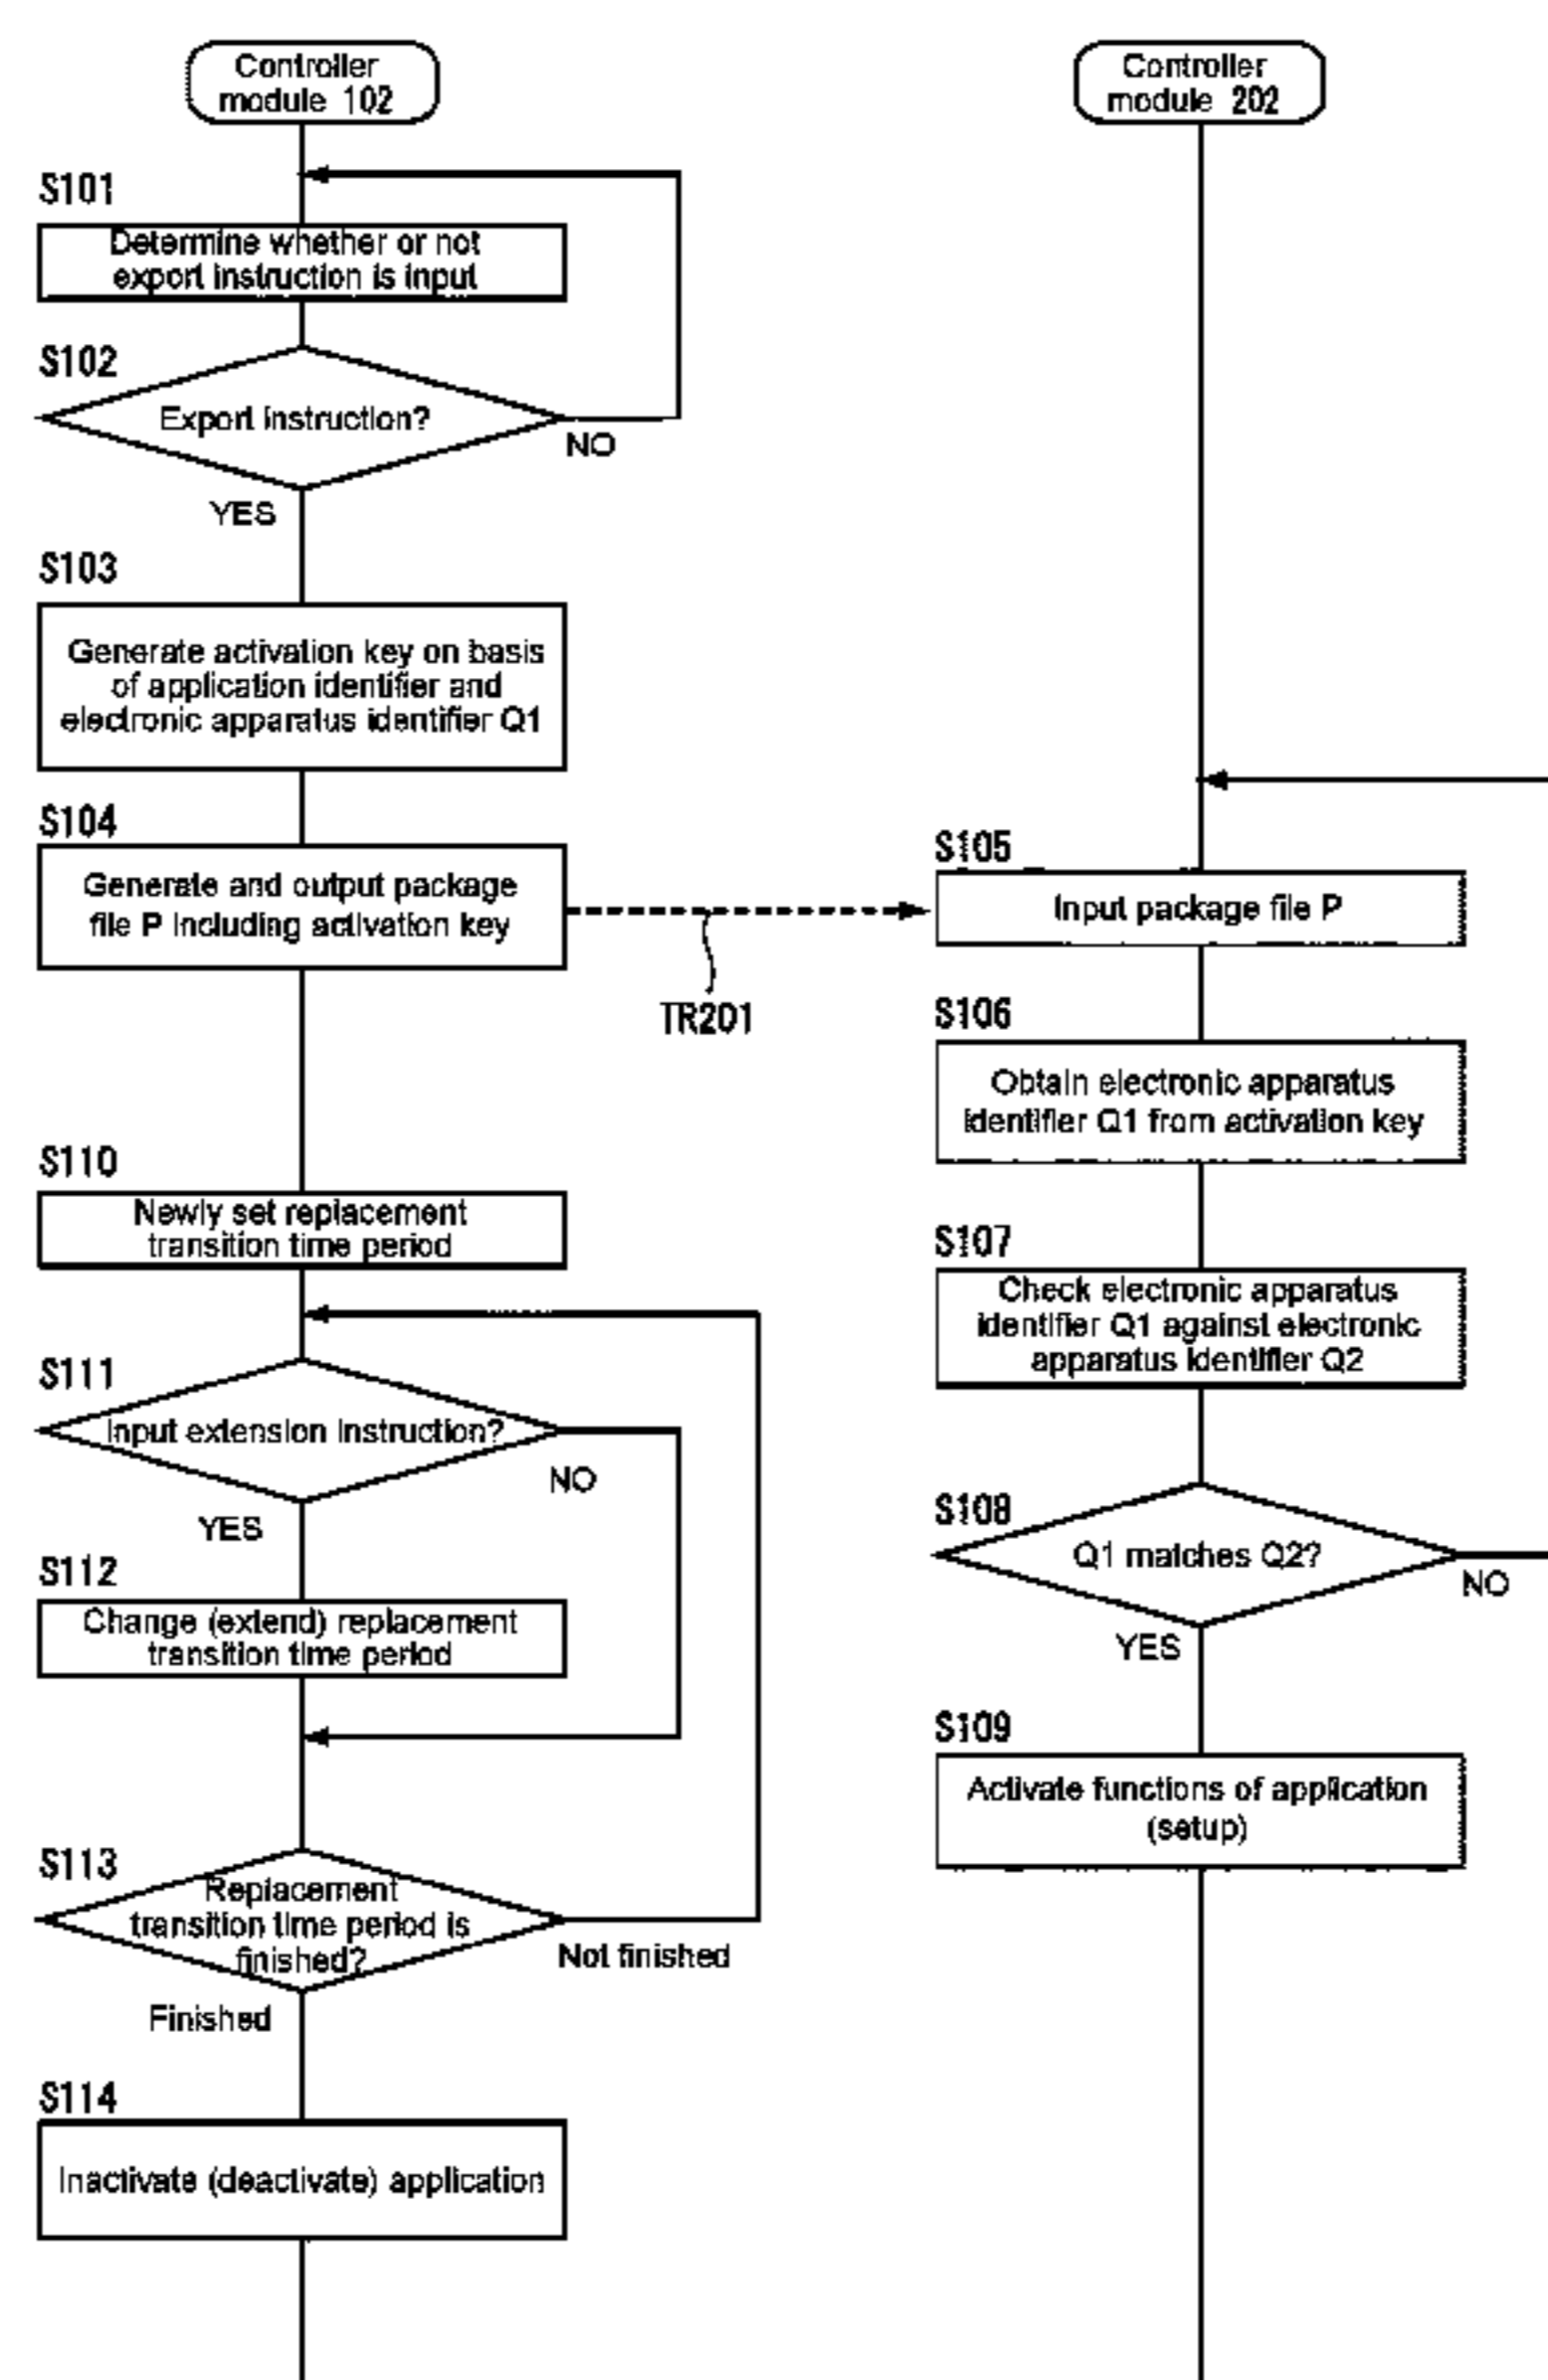 Controller
module 102
S101
Determine whether or not
export instruction is input
S102
Export instruction?
NO
YES
S103
Generate activation key on basis
of application identifier and
electronic apparatus identifier Q1
S104
Generate and output package
file P including activation key
TR201
S110
Newly set replacement
transition time period
S111
Input extension instruction?
NO
YES
S112
Change (extend) replacement
transition time period
S113
Replacement
transition time period is
finished?
Not finished
Finished
S114
Inactivate (deactivate) application
Controller
module 202
S105
Input package file P
S106
Obtain electronic apparatus
identifier Q1 from activation key
S107
Check electronic apparatus
identifier Q1 against electronic
apparatus identifier Q2
S108
Q1 matches Q2?
NO
YES
S109
Activate functions of application
(setup)